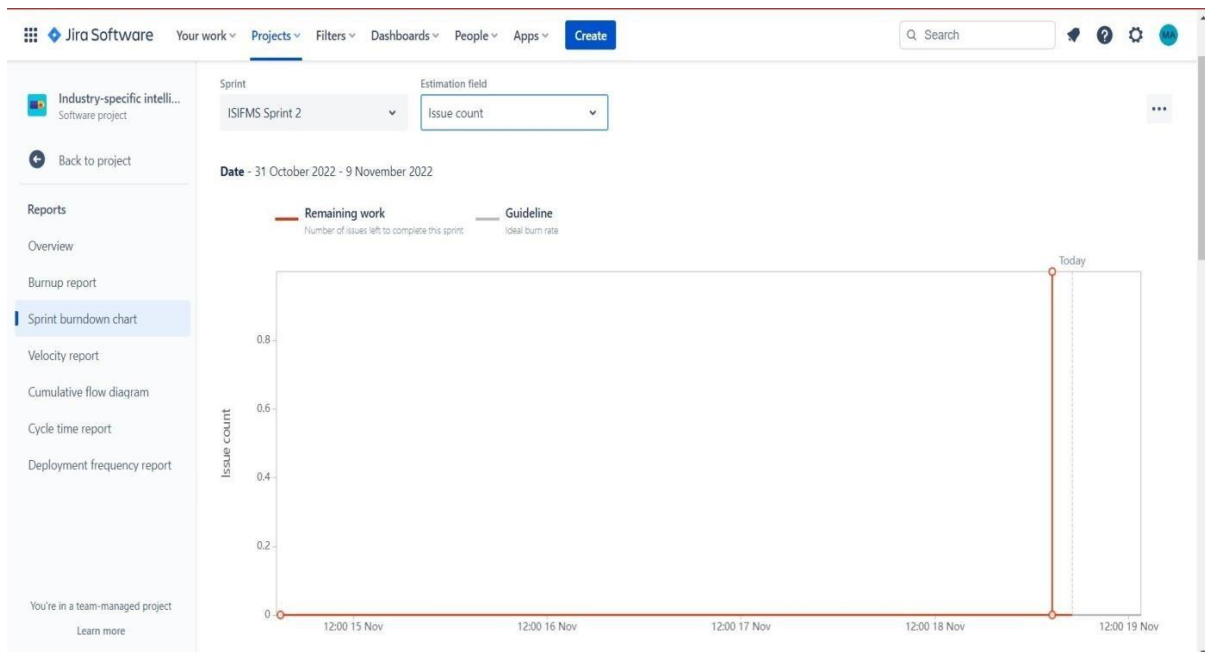 Jira Software Your work Projects Filters Dashboards People Apps Create Search MA
Industry-specific intelli...
Software project
Back to project
Reports
Overview
Burnup report
Sprint burndown chart
Velocity report
Cumulative flow diagram
Cycle time report
Deployment frequency report
You're in a team-managed project
Learn more
Sprint Estimation field
ISIFMS Sprint 2 Issue count
Date - 31 October 2022 - 9 November 2022
Remaining work Guideline
Number of issues left to complete this sprint Ideal burn rate
Today
Issue count
0.8
0.6
0.4
0.2
0
12:00 15 Nov 12:00 16 Nov 12:00 17 Nov 12:00 18 Nov 12:00 19 Nov